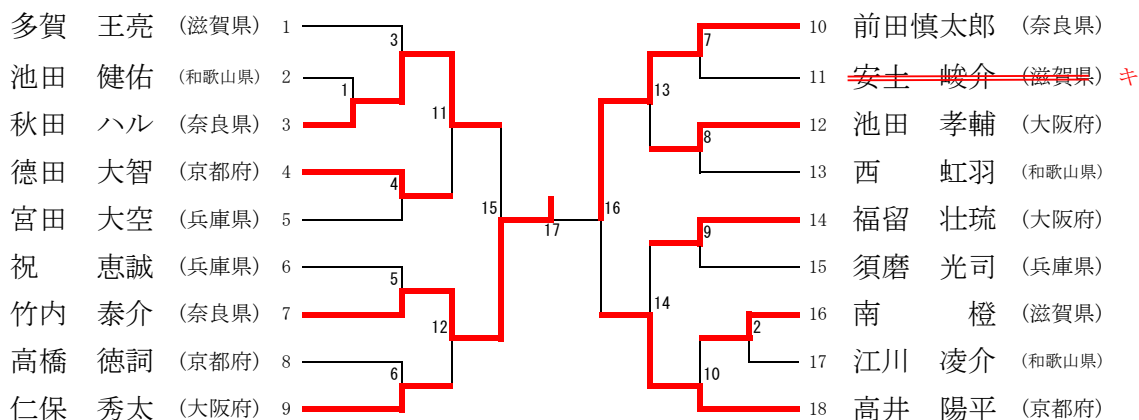 多賀 王亮 (滋賀県) 1
池田 健佑 (和歌山県) 2
秋田 ハル (奈良県) 3
徳田 大智 (京都府) 4
宮田 大空 (兵庫県) 5
祝 恵誠 (兵庫県) 6
竹内 泰介 (奈良県) 7
高橋 徳詞 (京都府) 8
仁保 秀太 (大阪府) 9
3
1
11
4
15
5
12
6
17
7
13
8
16
9
14
2
10
10 前田慎太郎 (奈良県)
11 安土 峻介 (滋賀県) キ
12 池田 孝輔 (大阪府)
13 西 虹羽 (和歌山県)
14 福留 壮琉 (大阪府)
15 須磨 光司 (兵庫県)
16 南 橙 (滋賀県)
17 江川 凌介 (和歌山県)
18 高井 陽平 (京都府)